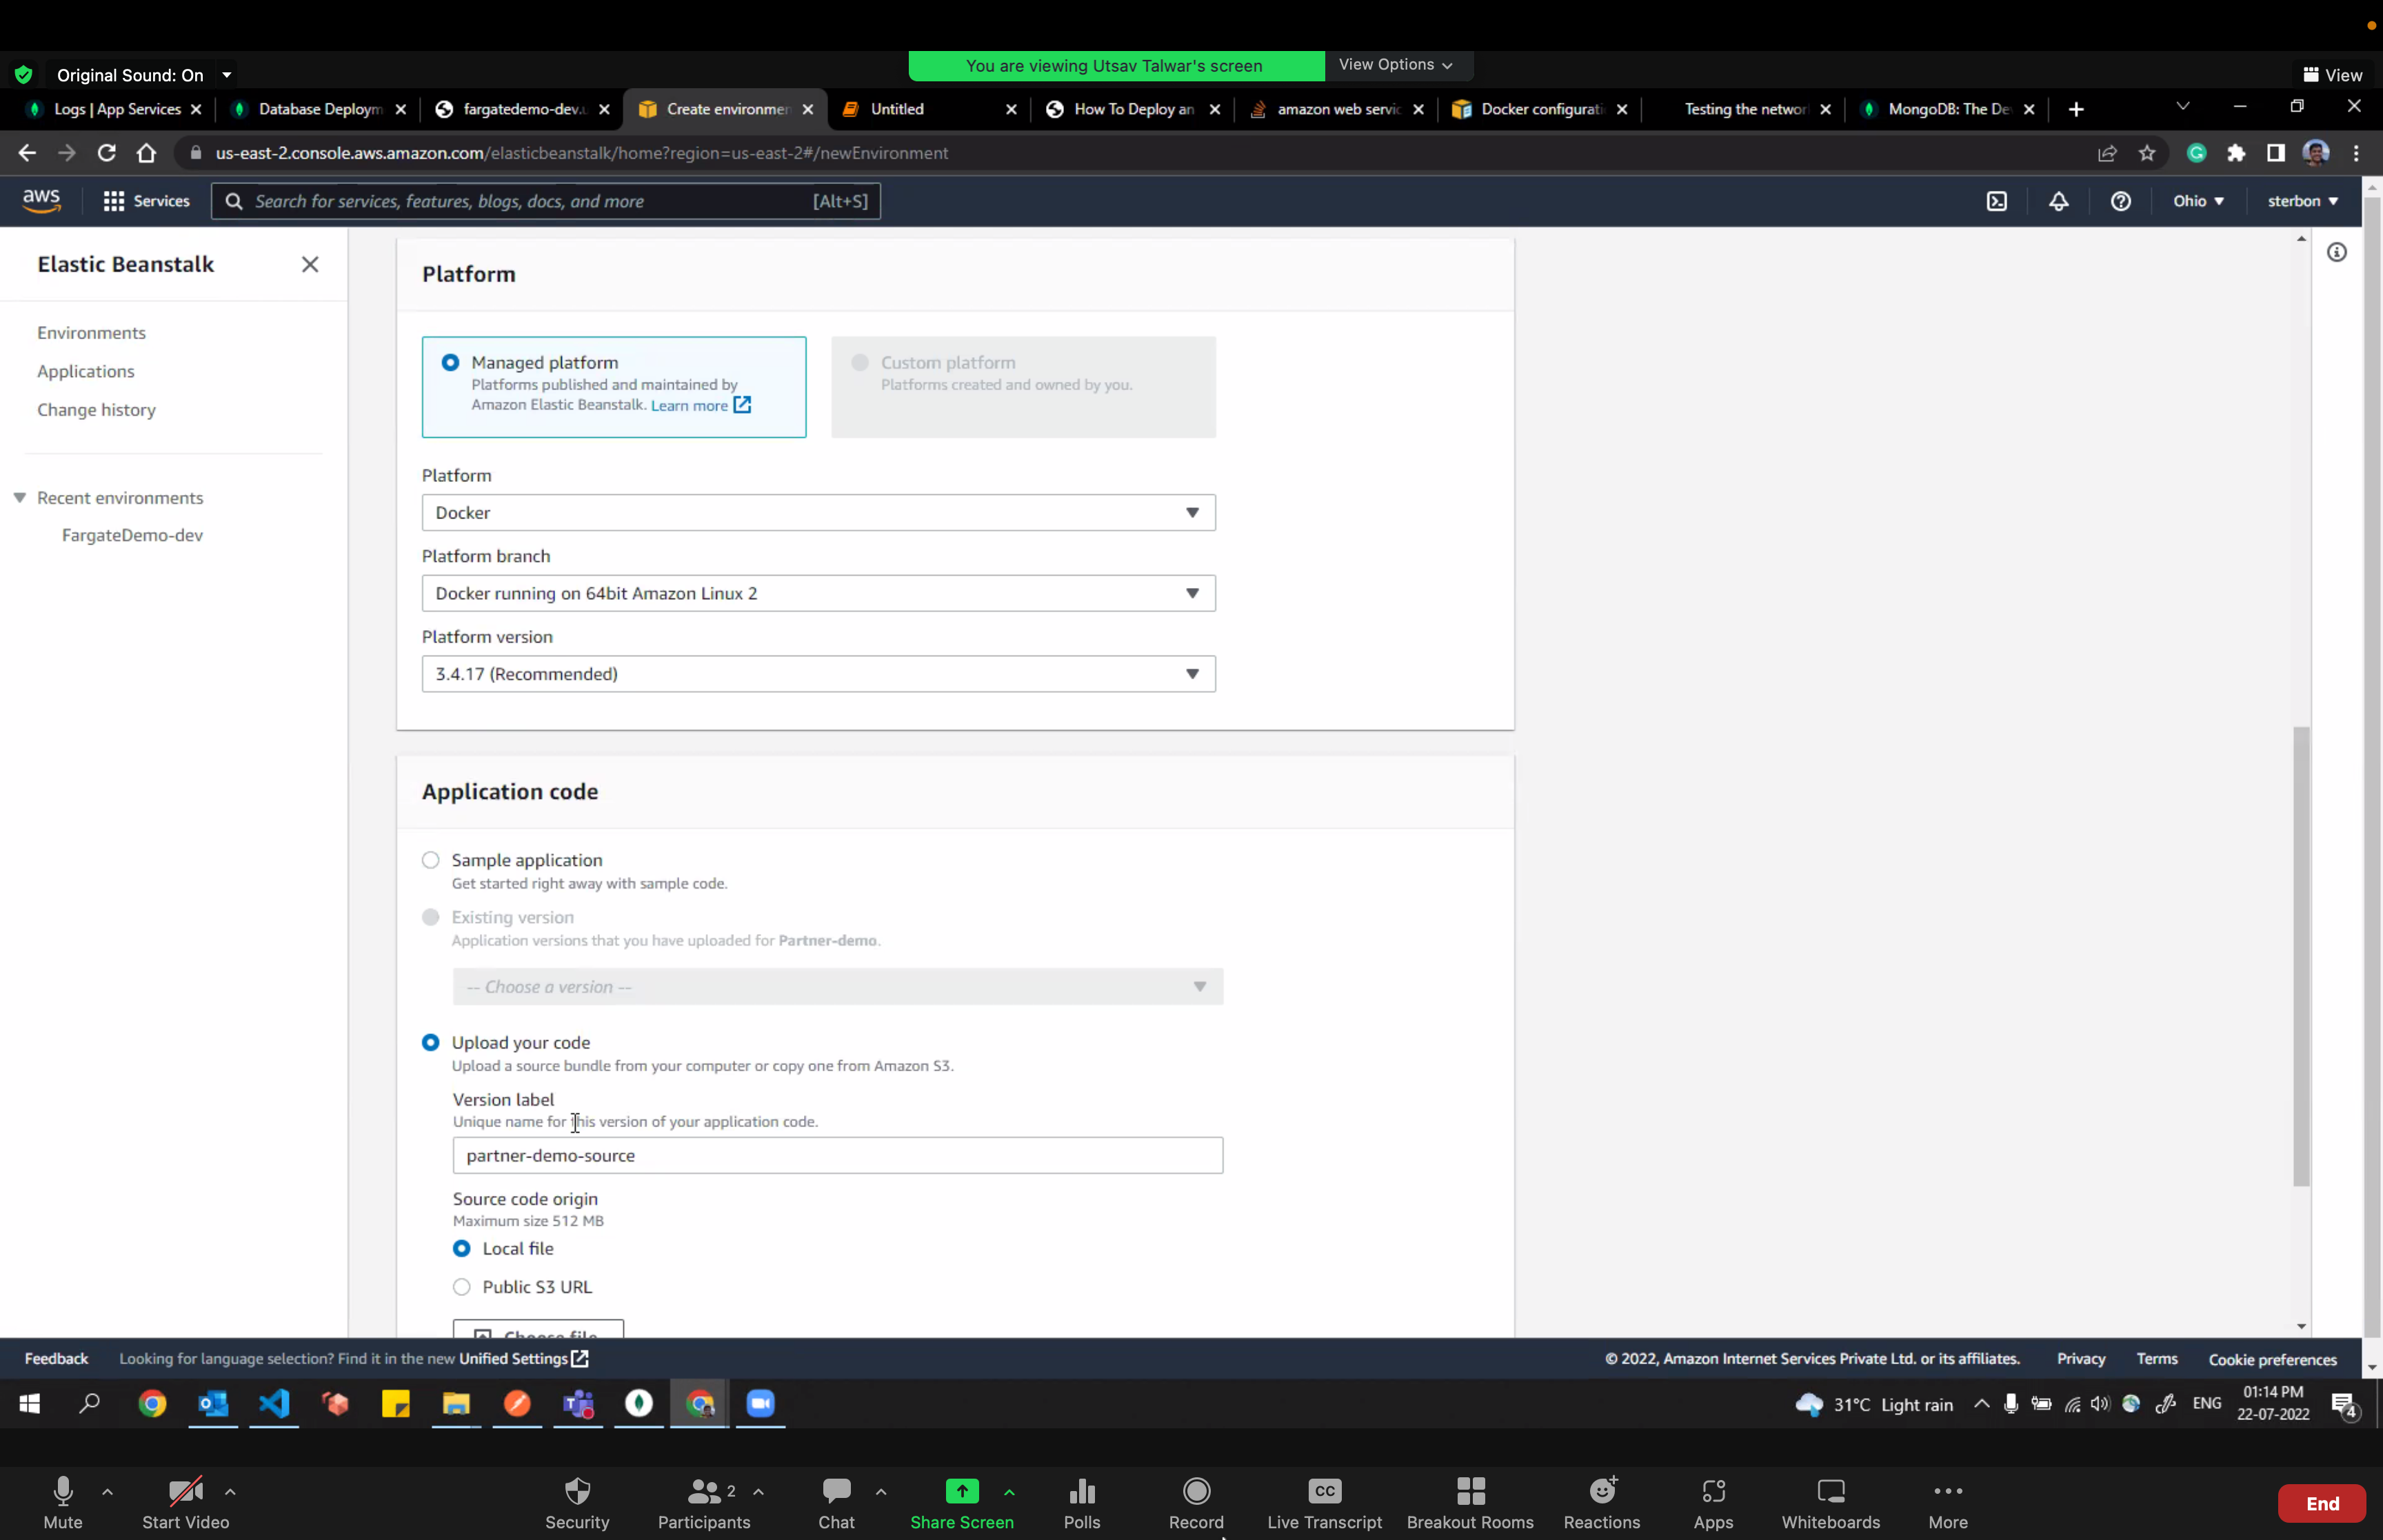 Original Sound: On
You are viewing Utsav Talwar's screen
View Options
View
Logs | App Services
Database Deploym
fargatedemo-dev.u
Create environmen
Untitled
How To Deploy an
amazon web servic
Docker configurati
Testing the networ
MongoDB: The De
us-east-2.console.aws.amazon.com/elasticbeanstalk/home?region=us-east-2#/newEnvironment
aws
Services
Search for services, features, blogs, docs, and more
[Alt+S]
Ohio
sterbon
Elastic Beanstalk
Environments
Applications
Change history
Recent environments
FargateDemo-dev
Platform
Managed platform
Platforms published and maintained by
Amazon Elastic Beanstalk. Learn more
Custom platform
Platforms created and owned by you.
Platform
Docker
Platform branch
Docker running on 64bit Amazon Linux 2
Platform version
3.4.17 (Recommended)
Application code
Sample application
Get started right away with sample code.
Existing version
Application versions that you have uploaded for Partner-demo.
-- Choose a version --
Upload your code
Upload a source bundle from your computer or copy one from Amazon S3.
Version label
Unique name for this version of your application code.
partner-demo-source
Source code origin
Maximum size 512 MB
Local file
Public S3 URL
Choose file
Feedback
Looking for language selection? Find it in the new Unified Settings
© 2022, Amazon Internet Services Private Ltd. or its affiliates.
Privacy
Terms
Cookie preferences
31°C Light rain
ENG
01:14 PM
22-07-2022
4
Mute
Start Video
Security
2
Participants
Chat
Share Screen
Polls
Record
CC
Live Transcript
Breakout Rooms
Reactions
Apps
Whiteboards
More
End